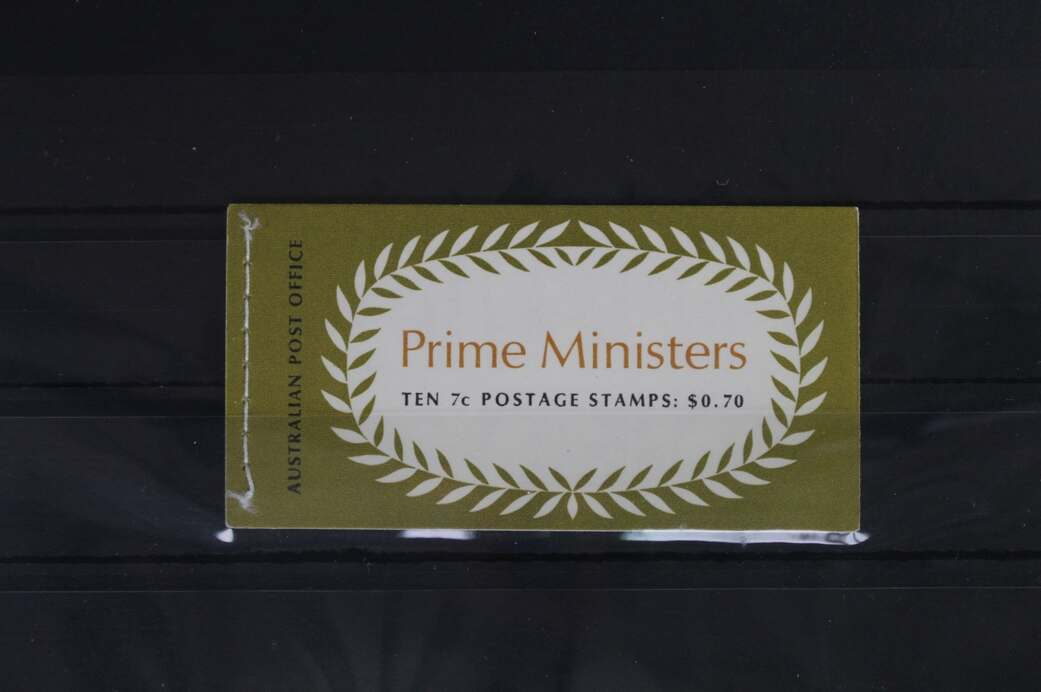 AUSTRALIAN POST OFFICE
Prime Ministers
TEN 7c POSTAGE STAMPS: $0.70